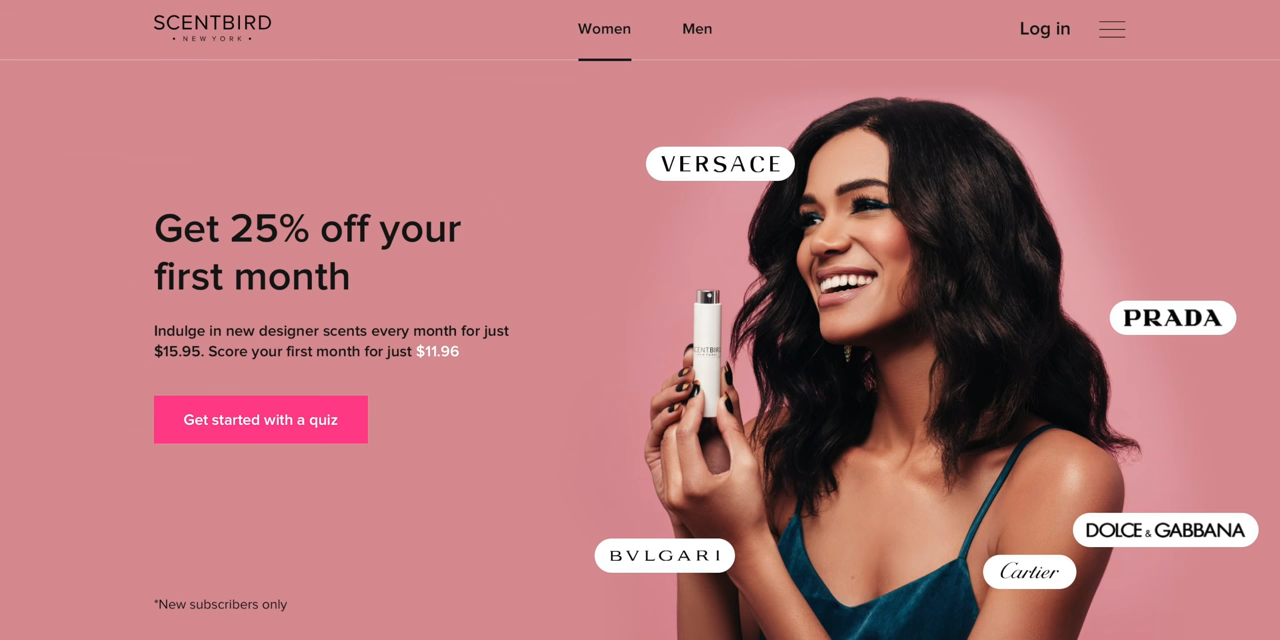 SCENTBIRD
• NEW YORK •
Women
Men
Log in
VERSACE
Get 25% off your
first month
PRADA
Indulge in new designer scents every month for just
$15.95. Score your first month for just $11.96
Get started with a quiz
DOLCE & GABBANA
BVLGARI
Cartier
*New subscribers only